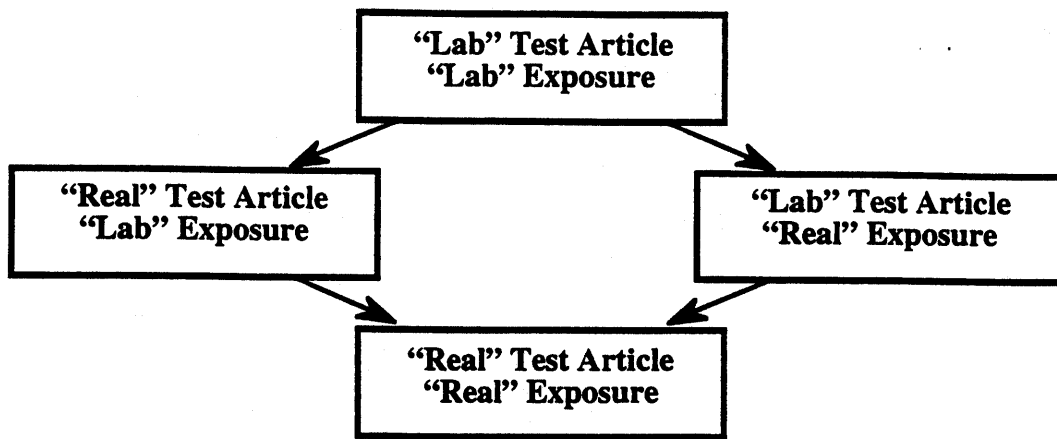 “Lab” Test Article
“Lab” Exposure
“Real” Test Article
“Lab” Exposure
“Lab” Test Article
“Real” Exposure
“Real” Test Article
“Real” Exposure